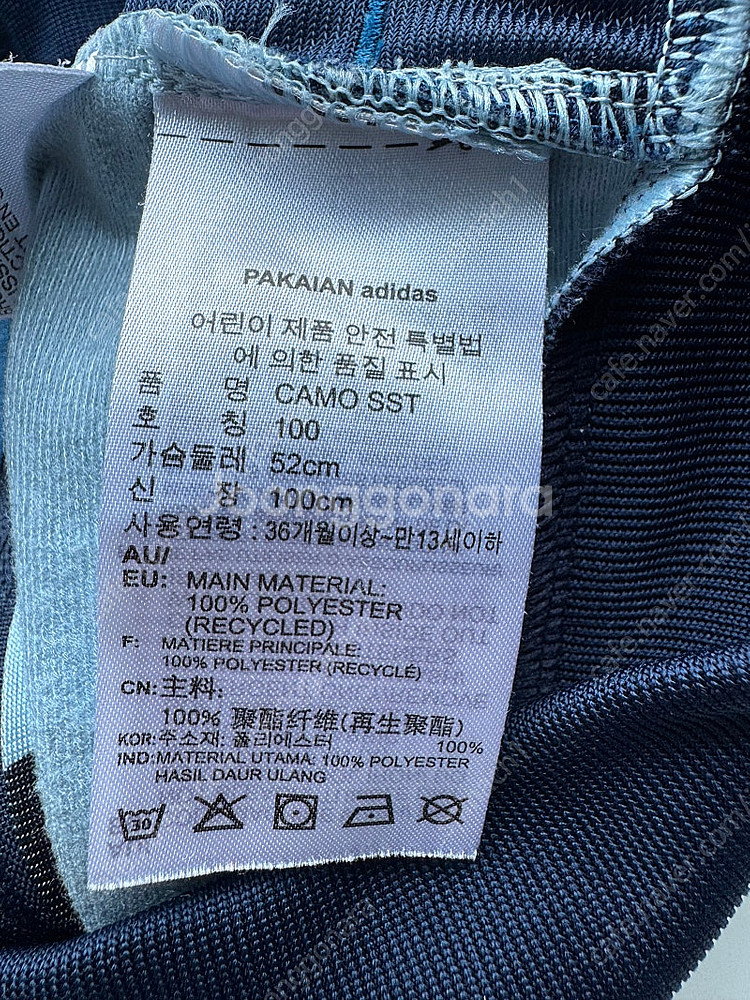 PAKAIAN adidas
어린이 제품 안전 특별법
에 의한 품질 표시
품 명 CAMO SST
호 칭 100
가슴둘레 52cm
신 장 100cm
사용연령 : 36개월이상~만13세이하
AU/
EU: MAIN MATERIAL:
100% POLYESTER
(RECYCLED)
F: MATIERE PRINCIPALE:
100% POLYESTER (RECYCLÉ)
CN: 主料:
100% 聚酯纤维(再生聚酯)
KOR: 주소재: 폴리에스터 100%
IND: MATERIAL UTAMA: 100% POLYESTER
HASIL DAUR ULANG
30
Joonggonara